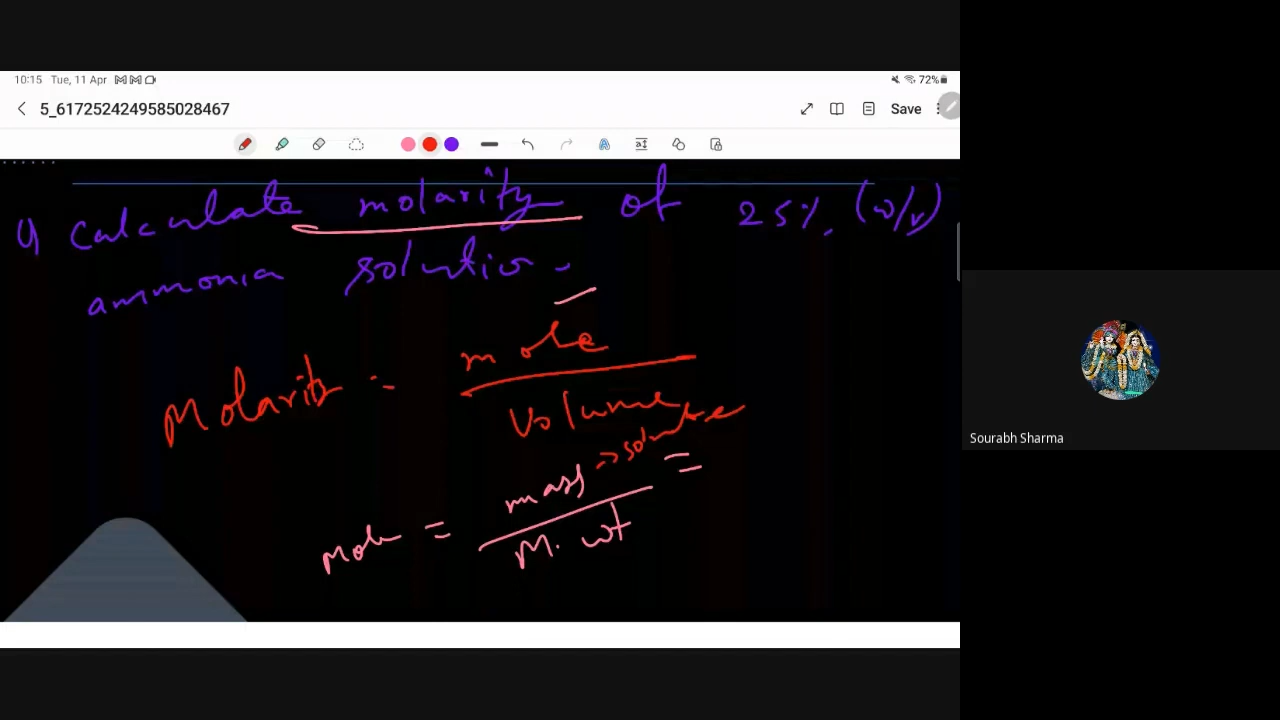 10:15 Tue, 11 Apr
72%
5_6172524249585028467
Save
4) Calculate molarity of 25% (w/v)
ammonia solution
Molarity = mole
Volume
mass → solute =
Mole = M. wt
Sourabh Sharma